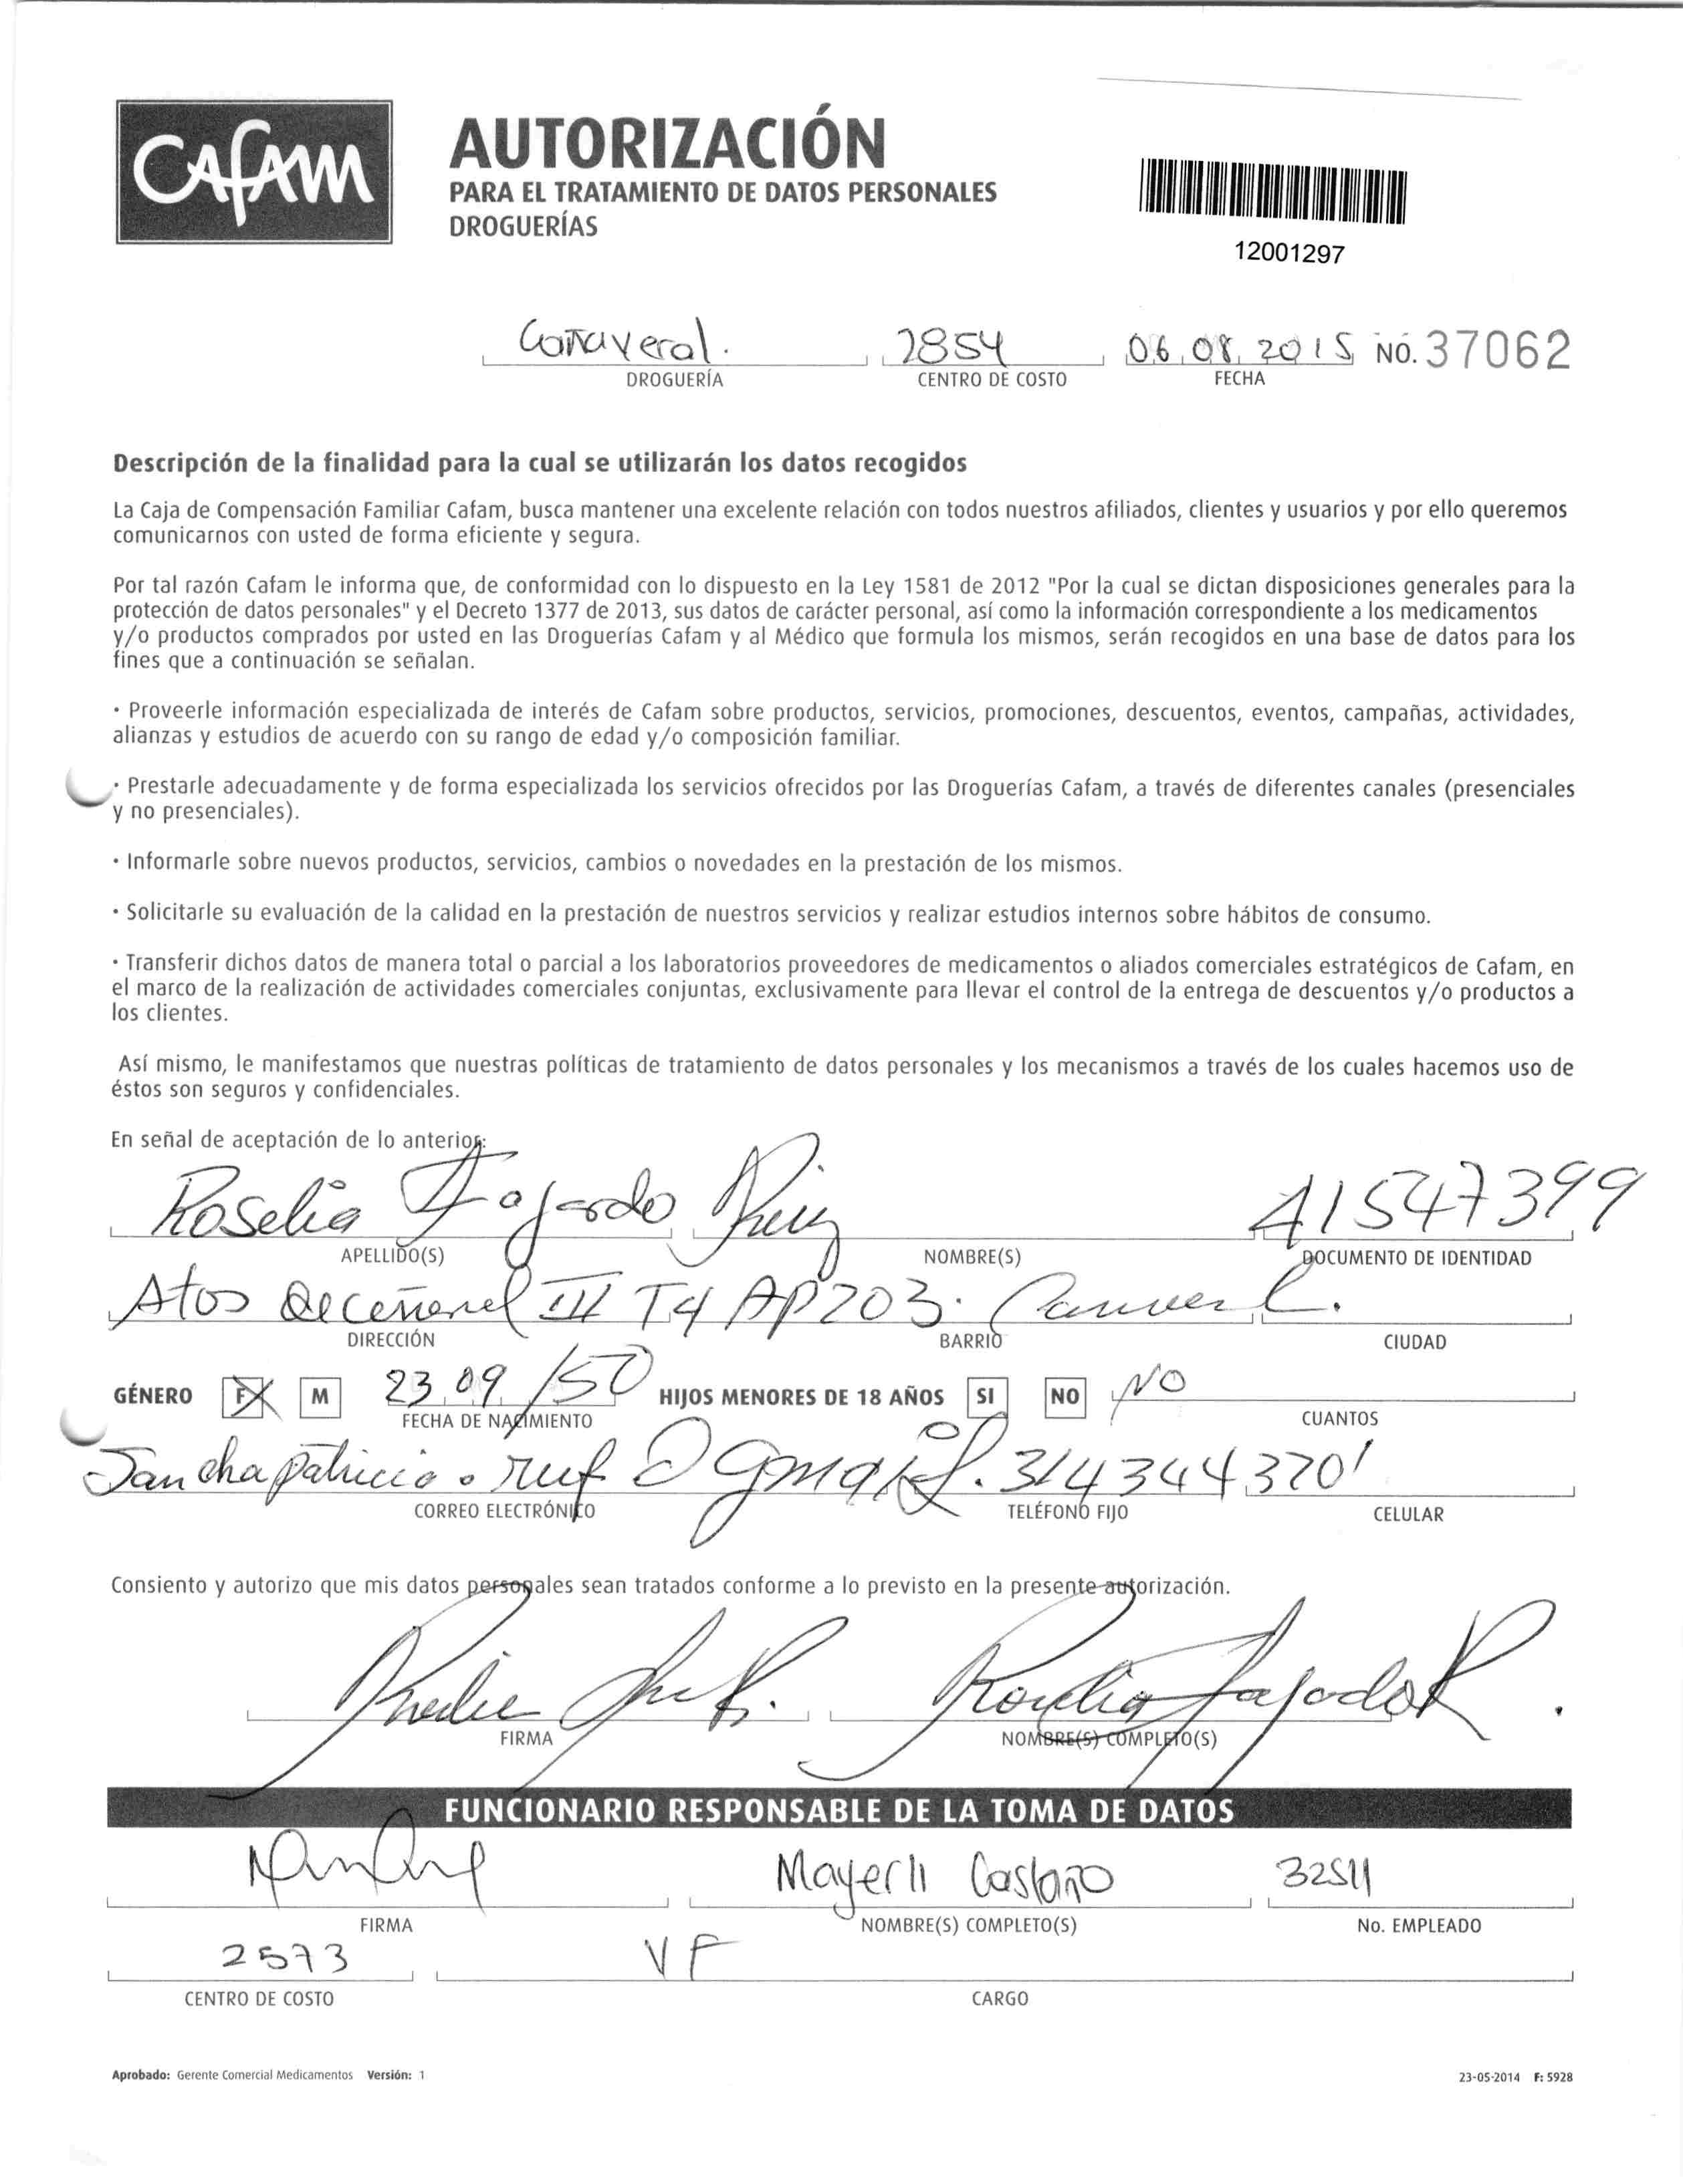 CAFAM
AUTORIZACIÓN
PARA EL TRATAMIENTO DE DATOS PERSONALES
DROGUERÍAS
12001297
Cañaveral. 2854 06.08.2015 NO. 37062
DROGUERÍA CENTRO DE COSTO FECHA
Descripción de la finalidad para la cual se utilizarán los datos recogidos
La Caja de Compensación Familiar Cafam, busca mantener una excelente relación con todos nuestros afiliados, clientes y usuarios y por ello queremos
comunicarnos con usted de forma eficiente y segura.
Por tal razón Cafam le informa que, de conformidad con lo dispuesto en la Ley 1581 de 2012 "Por la cual se dictan disposiciones generales para la
protección de datos personales" y el Decreto 1377 de 2013, sus datos de carácter personal, así como la información correspondiente a los medicamentos
y/o productos comprados por usted en las Droguerías Cafam y al Médico que formula los mismos, serán recogidos en una base de datos para los
fines que a continuación se señalan.
· Proveerle información especializada de interés de Cafam sobre productos, servicios, promociones, descuentos, eventos, campañas, actividades,
alianzas y estudios de acuerdo con su rango de edad y/o composición familiar.
· Prestarle adecuadamente y de forma especializada los servicios ofrecidos por las Droguerías Cafam, a través de diferentes canales (presenciales
y no presenciales).
· Informarle sobre nuevos productos, servicios, cambios o novedades en la prestación de los mismos.
· Solicitarle su evaluación de la calidad en la prestación de nuestros servicios y realizar estudios internos sobre hábitos de consumo.
· Transferir dichos datos de manera total o parcial a los laboratorios proveedores de medicamentos o aliados comerciales estratégicos de Cafam, en
el marco de la realización de actividades comerciales conjuntas, exclusivamente para llevar el control de la entrega de descuentos y/o productos a
los clientes.
Así mismo, le manifestamos que nuestras políticas de tratamiento de datos personales y los mecanismos a través de los cuales hacemos uso de
éstos son seguros y confidenciales.
En señal de aceptación de lo anterior:
Roselia Fajardo Ruiz 41547399
APELLIDO(S) NOMBRE(S) DOCUMENTO DE IDENTIDAD
Atos III T4 AP203.
DIRECCIÓN BARRIO CIUDAD
GÉNERO F M 23 09 /50 HIJOS MENORES DE 18 AÑOS SI NO NO
FECHA DE NACIMIENTO CUANTOS
3143443701
CORREO ELECTRÓNICO TELÉFONO FIJO CELULAR
Consiento y autorizo que mis datos personales sean tratados conforme a lo previsto en la presente autorización.
Roselia Fajardo R.
FIRMA NOMBRE(S) COMPLETO(S)
FUNCIONARIO RESPONSABLE DE LA TOMA DE DATOS
Mayerli Castaño 32511
FIRMA NOMBRE(S) COMPLETO(S) No. EMPLEADO
2573 VF
CENTRO DE COSTO CARGO
Aprobado: Gerente Comercial Medicamentos Versión: 1 23-05-2014 F: 5928